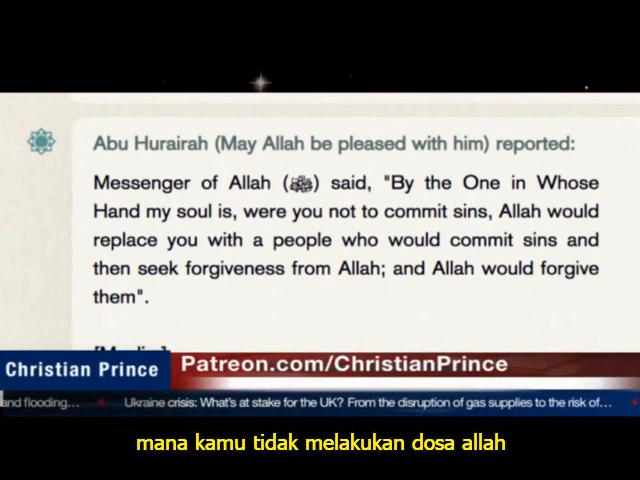 Abu Hurairah (May Allah be pleased with him) reported:
Messenger of Allah (ﷺ) said, "By the One in Whose
Hand my soul is, were you not to commit sins, Allah would
replace you with a people who would commit sins and
then seek forgiveness from Allah; and Allah would forgive
them".
Christian Prince
Patreon.com/ChristianPrince
and flooding... Ukraine crisis: What's at stake for the UK? From the disruption of gas supplies to the risk of...
mana kamu tidak melakukan dosa allah